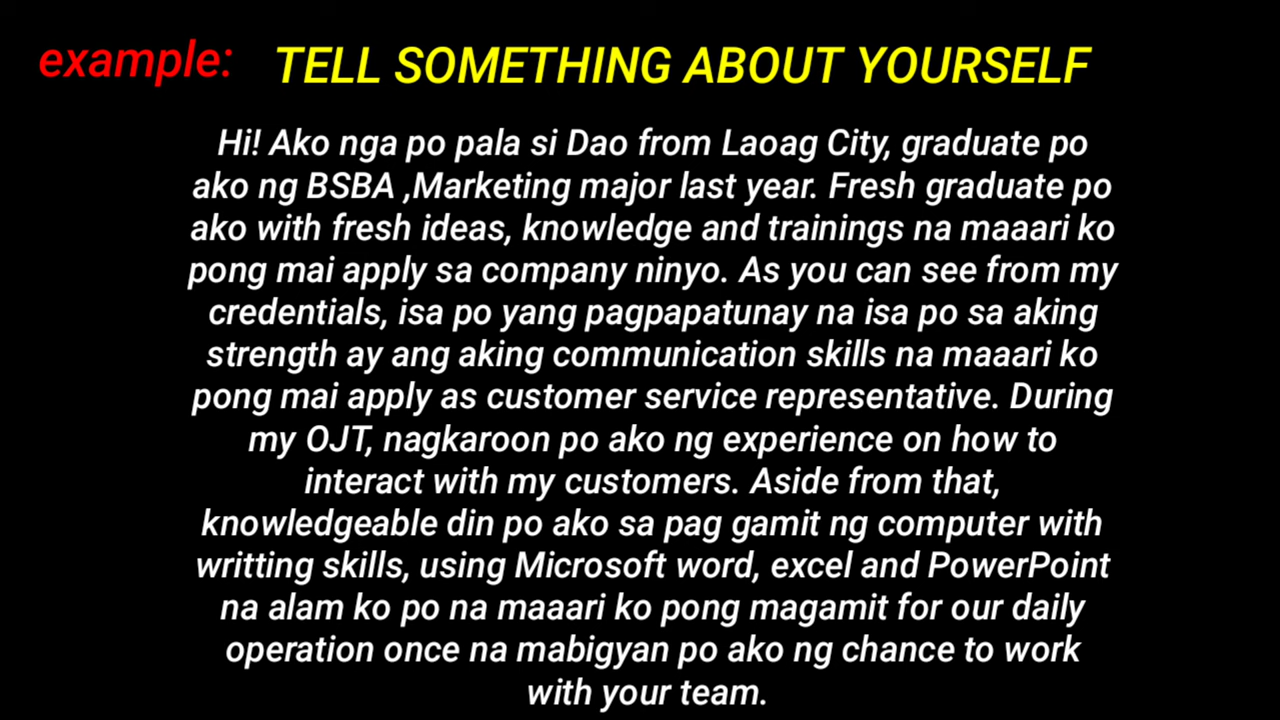 example: TELL SOMETHING ABOUT YOURSELF
Hi! Ako nga po pala si Dao from Laoag City, graduate po
ako ng BSBA ,Marketing major last year. Fresh graduate po
ako with fresh ideas, knowledge and trainings na maaari ko
pong mai apply sa company ninyo. As you can see from my
credentials, isa po yang pagpapatunay na isa po sa aking
strength ay ang aking communication skills na maaari ko
pong mai apply as customer service representative. During
my OJT, nagkaroon po ako ng experience on how to
interact with my customers. Aside from that,
knowledgeable din po ako sa pag gamit ng computer with
writting skills, using Microsoft word, excel and PowerPoint
na alam ko po na maaari ko pong magamit for our daily
operation once na mabigyan po ako ng chance to work
with your team.